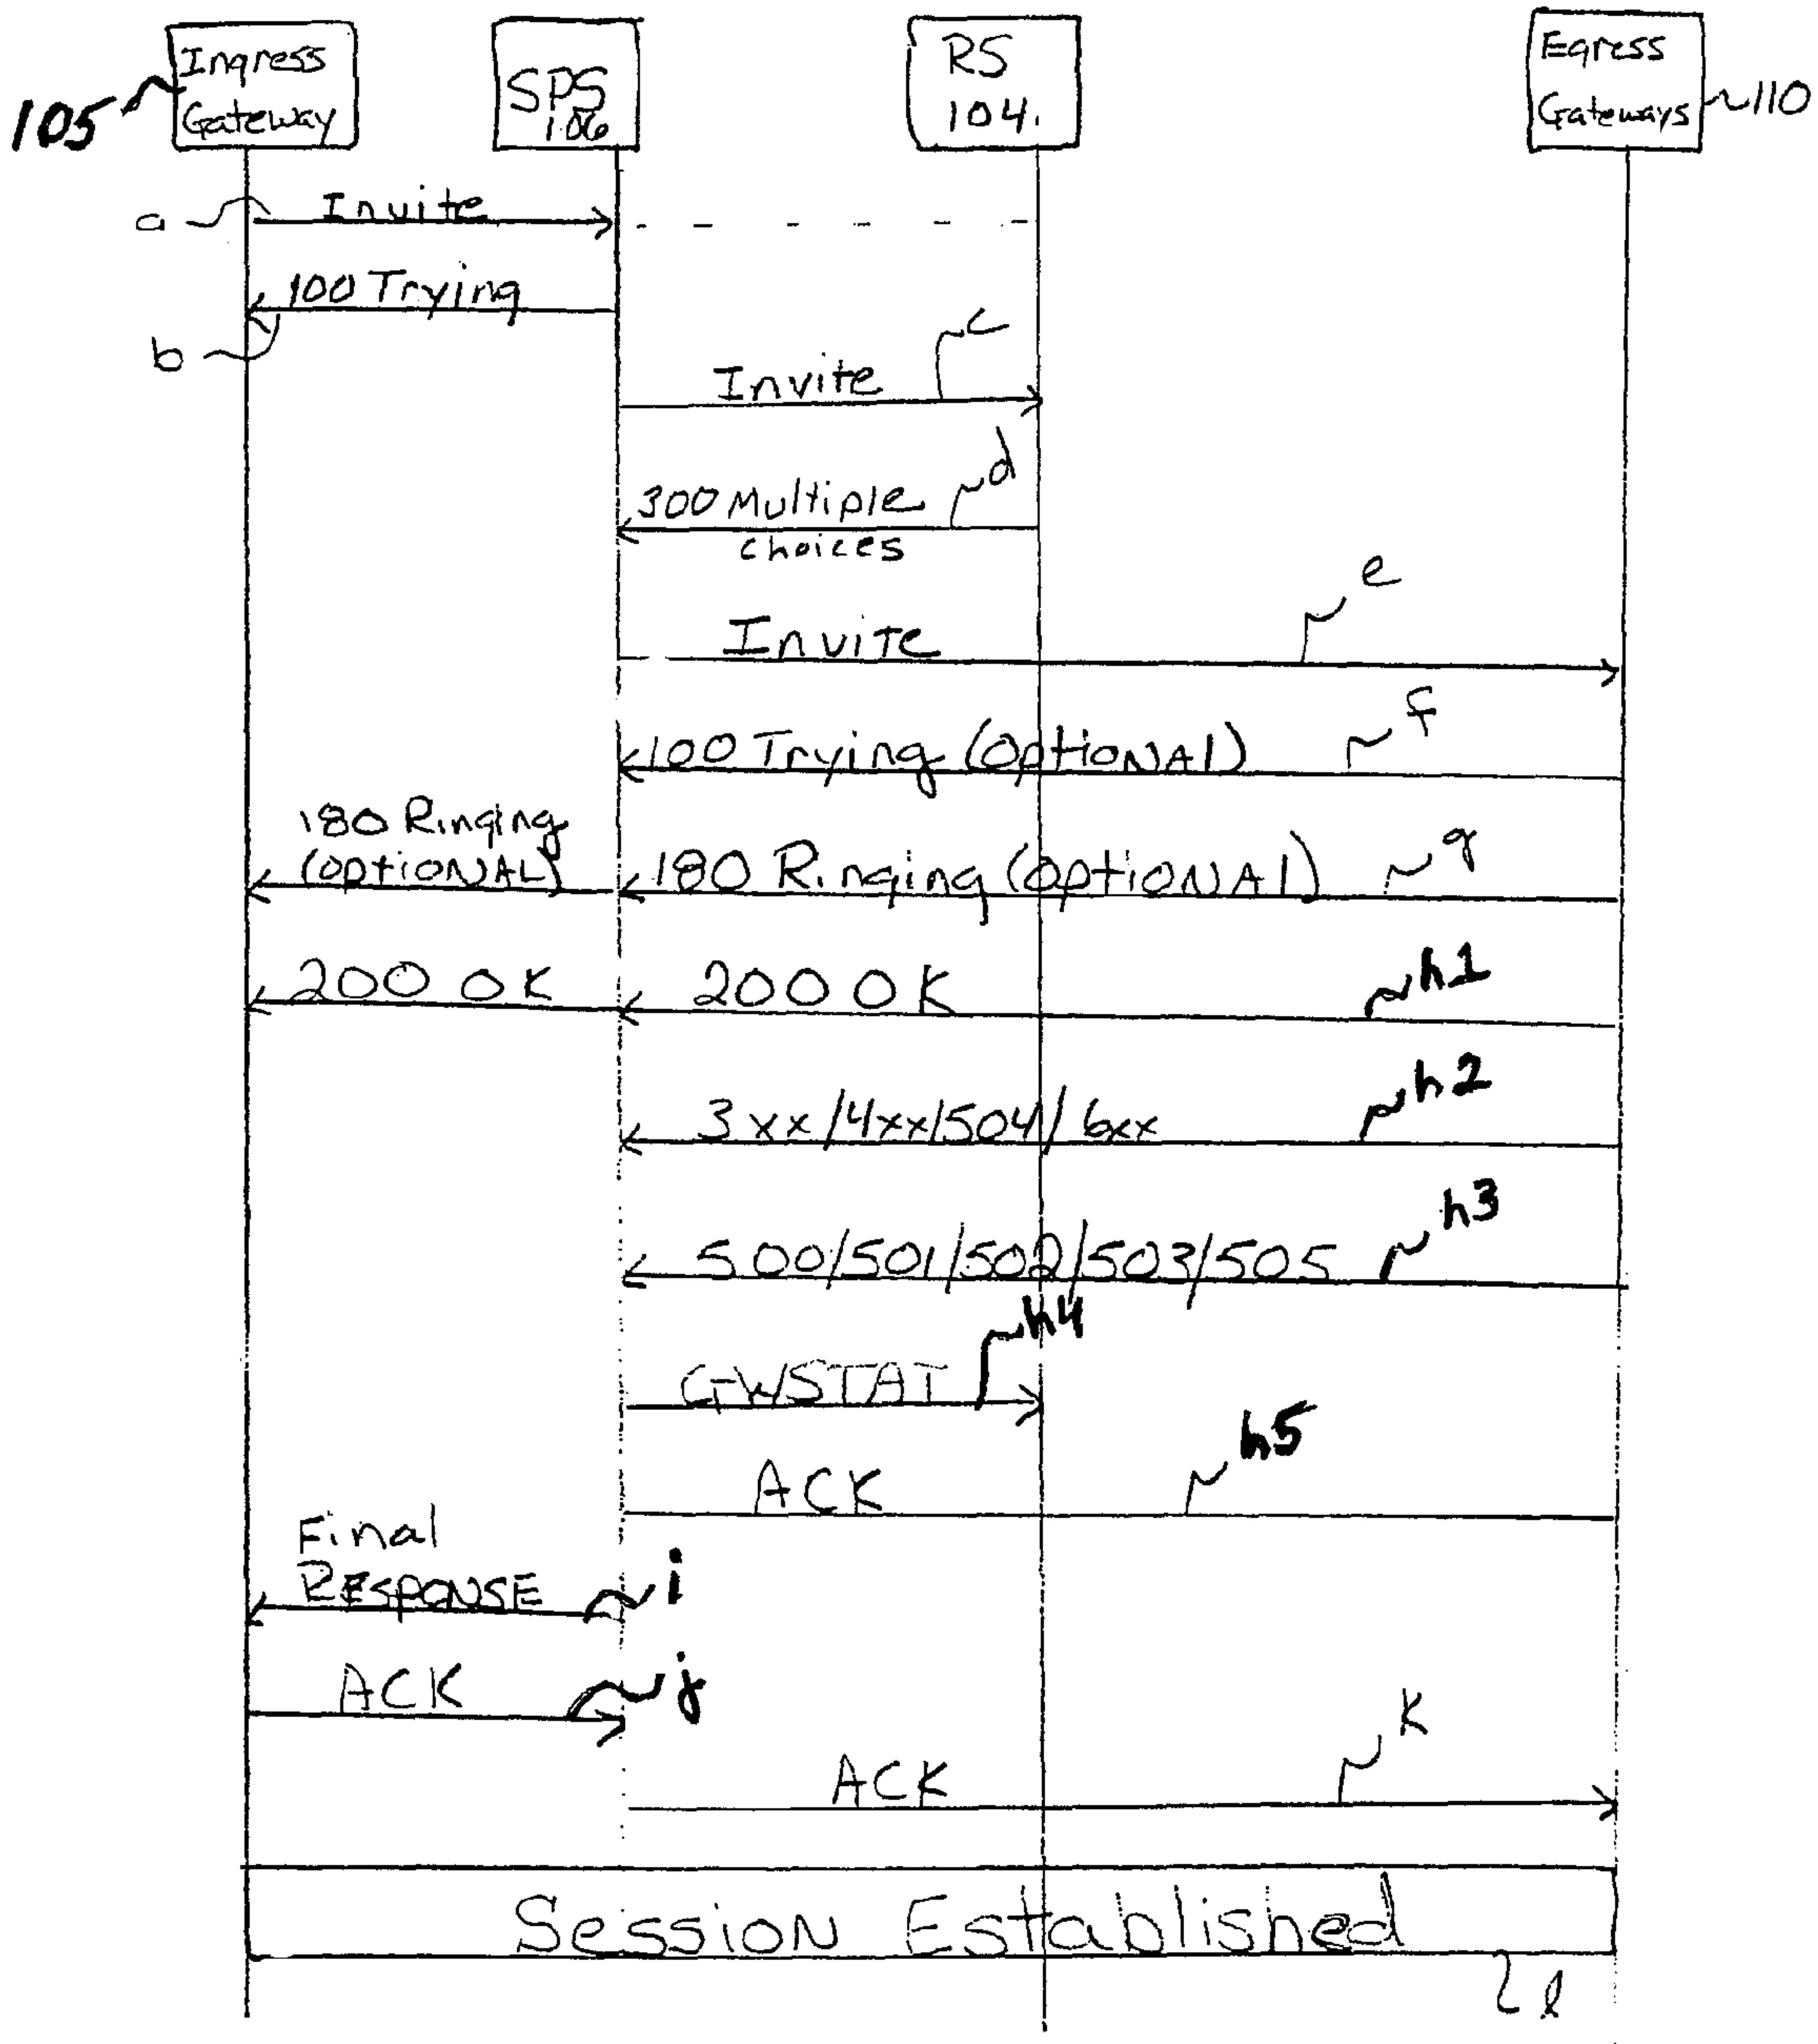 Ingress
Gateway
105
SPS
106
RS
104.
Egress
Gateways
110
a
Invite
100 Trying
b
c
Invite
d
300 Multiple
choices
e
Invite
f
100 Trying (OptiONAl)
180 Ringing
(OptiONAL)
180 Ringing (OptiONAl)
g
200 OK
200 OK
h1
3xx/4xx/504/6xx
h2
500/501/502/503/505
h3
GWSTAT
h4
ACK
h5
Final
RESPONSE
i
ACK
j
ACK
K
Session Established
l